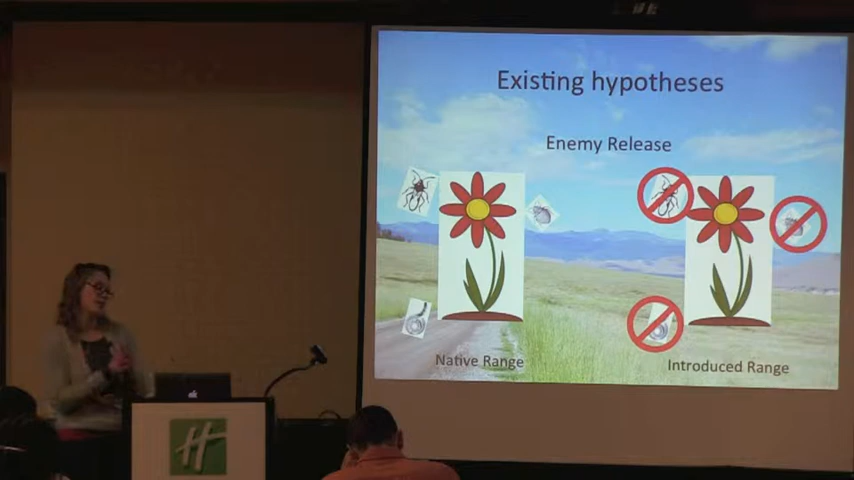 Existing hypotheses
Enemy Release
Native Range
Introduced Range
H